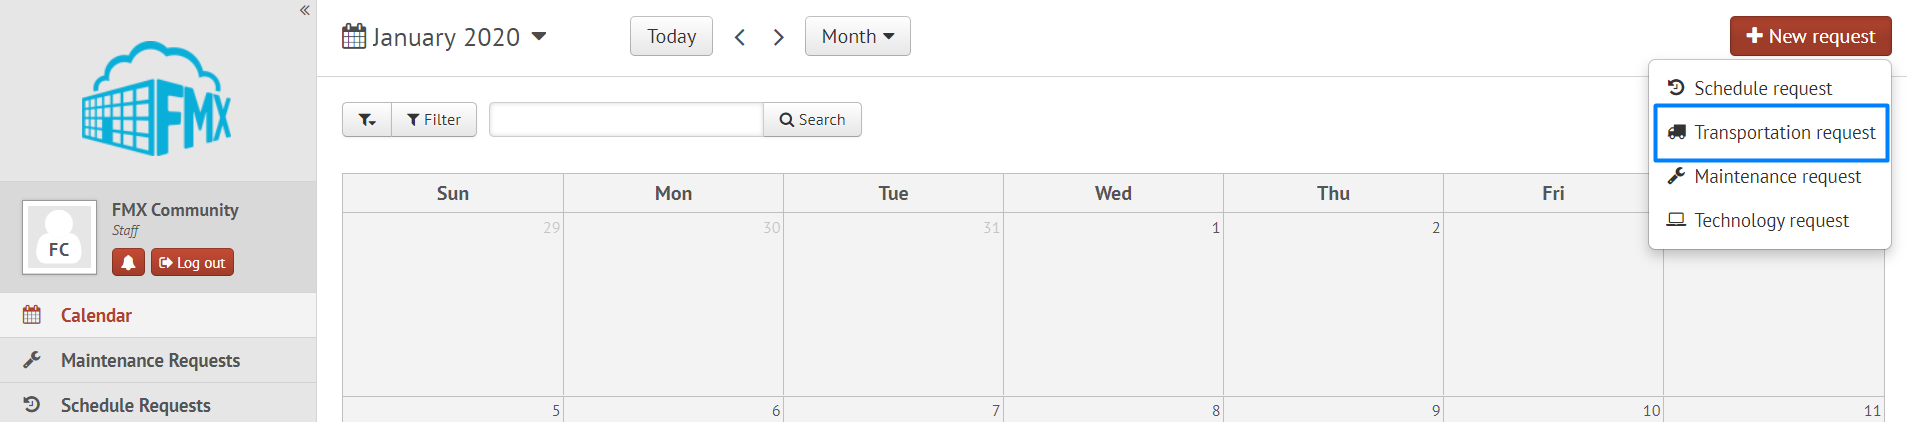 «
FMX
FC
FMX Community
Staff
Log out
Calendar
Maintenance Requests
Schedule Requests
January 2020
Today
Month
New request
Schedule request
Transportation request
Maintenance request
Technology request
Filter
Search
Sun Mon Tue Wed Thu Fri
29 30 31 1 2
5 6 7 8 9 10 11